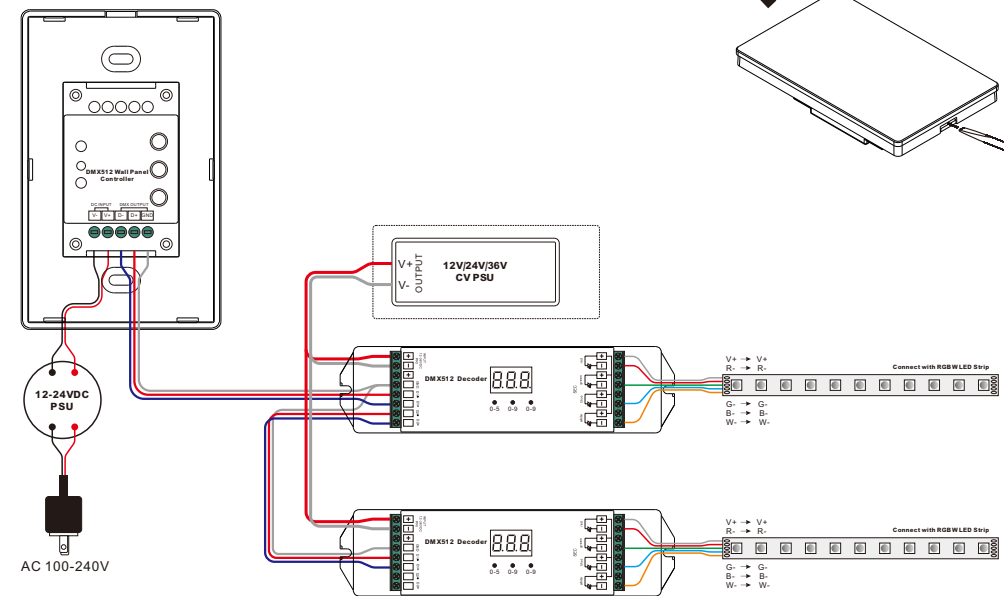 DMX512 Wall Panel
Controller
DC INPUT DMX OUTPUT
V- V+ D- D+ GND
12-24VDC
PSU
AC 100-240V
V+
V-
OUTPUT
12V/24V/36V
CV PSU
DMX512 Decoder
0-5 0-9 0-9
V+ → V+
R- → R-
Connect with RGBW LED Strip
G- → G-
B- → B-
W- → W-
DMX512 Decoder
0-5 0-9 0-9
V+ → V+
R- → R-
Connect with RGBW LED Strip
G- → G-
B- → B-
W- → W-